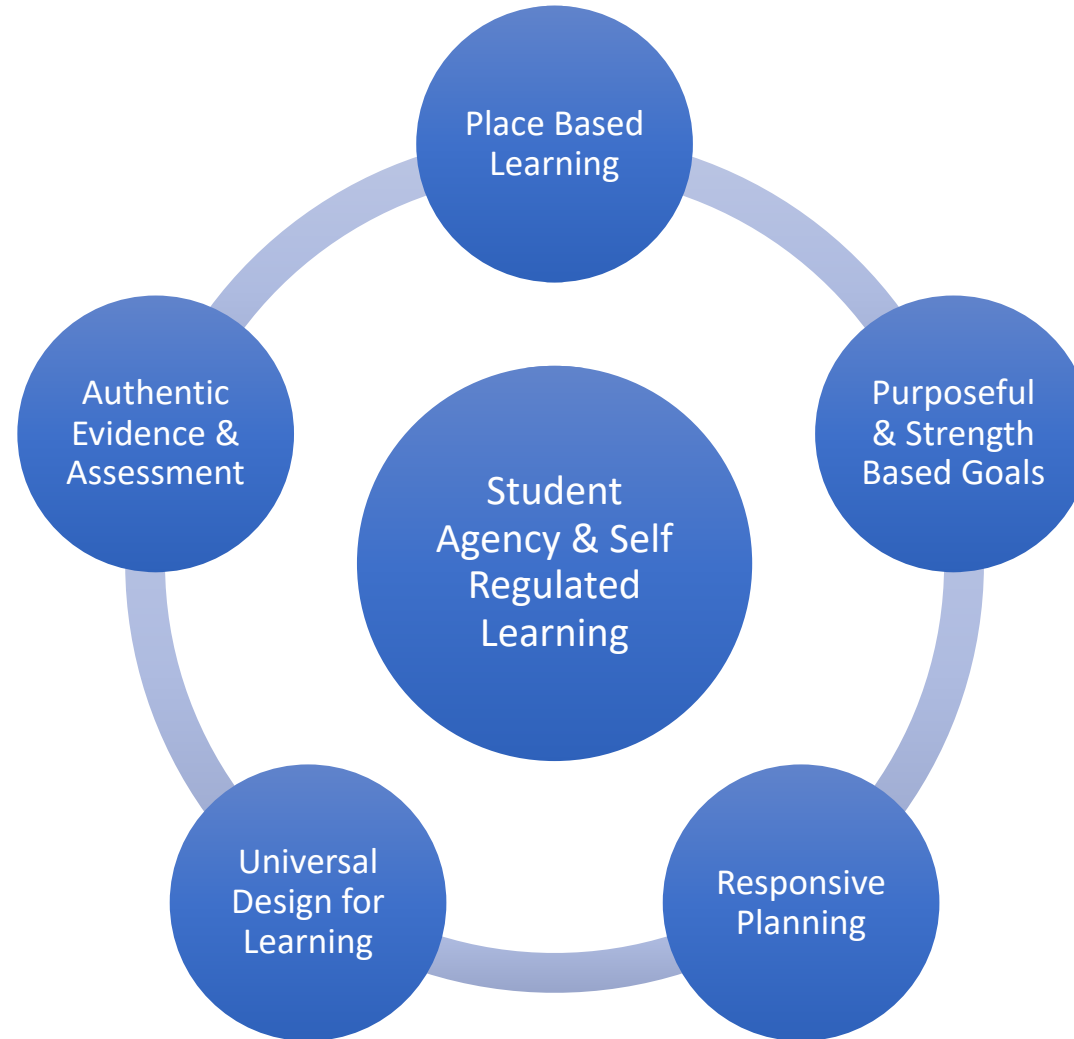 Place Based
Learning
Purposeful
& Strength
Based Goals
Responsive
Planning
Universal
Design for
Learning
Authentic
Evidence &
Assessment
Student
Agency & Self
Regulated
Learning